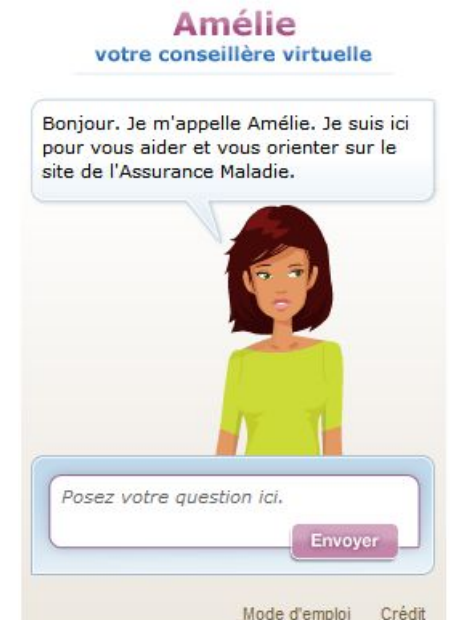 Amélie
votre conseillère virtuelle
Bonjour. Je m'appelle Amélie. Je suis ici
pour vous aider et vous orienter sur le
site de l'Assurance Maladie.
Posez votre question ici.
Envoyer
Mode d'emploi Crédit